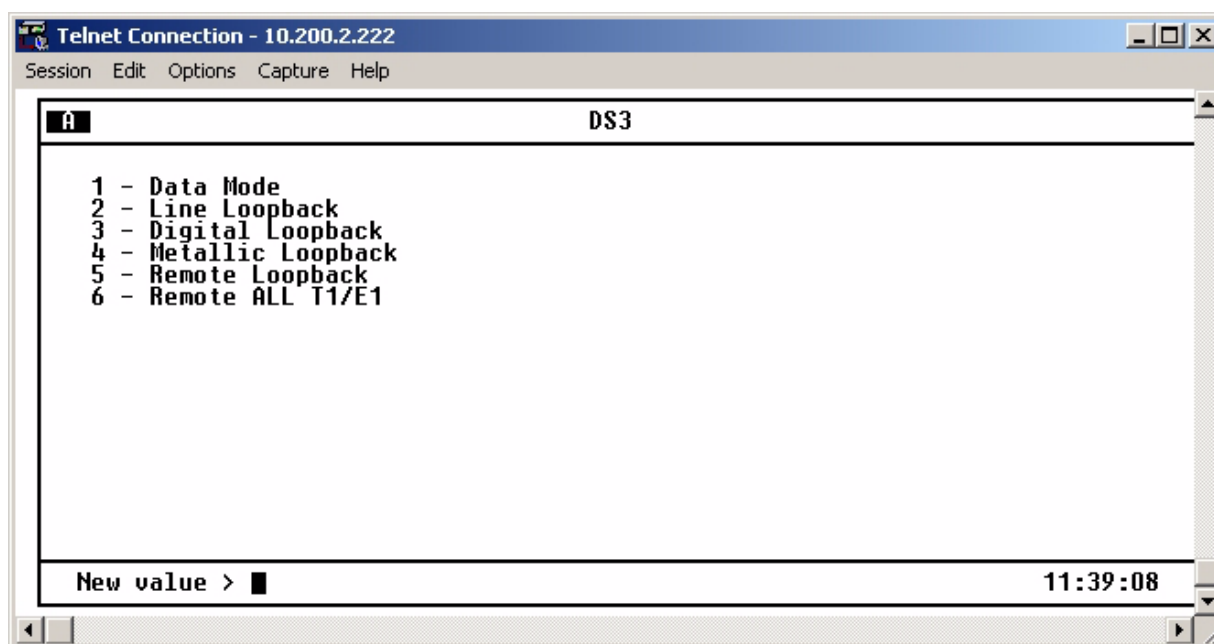 Telnet Connection - 10.200.2.222
Session Edit Options Capture Help
A DS3
1 - Data Mode
2 - Line Loopback
3 - Digital Loopback
4 - Metallic Loopback
5 - Remote Loopback
6 - Remote ALL T1/E1
New value > 11:39:08